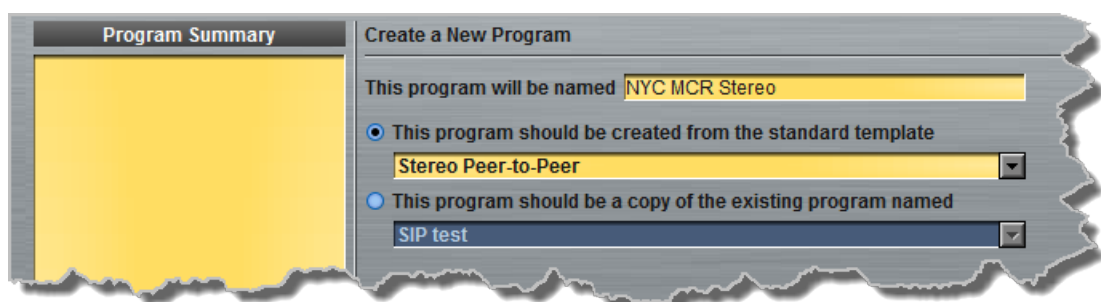 Program Summary
Create a New Program
This program will be named NYC MCR Stereo
This program should be created from the standard template
Stereo Peer-to-Peer
This program should be a copy of the existing program named
SIP test